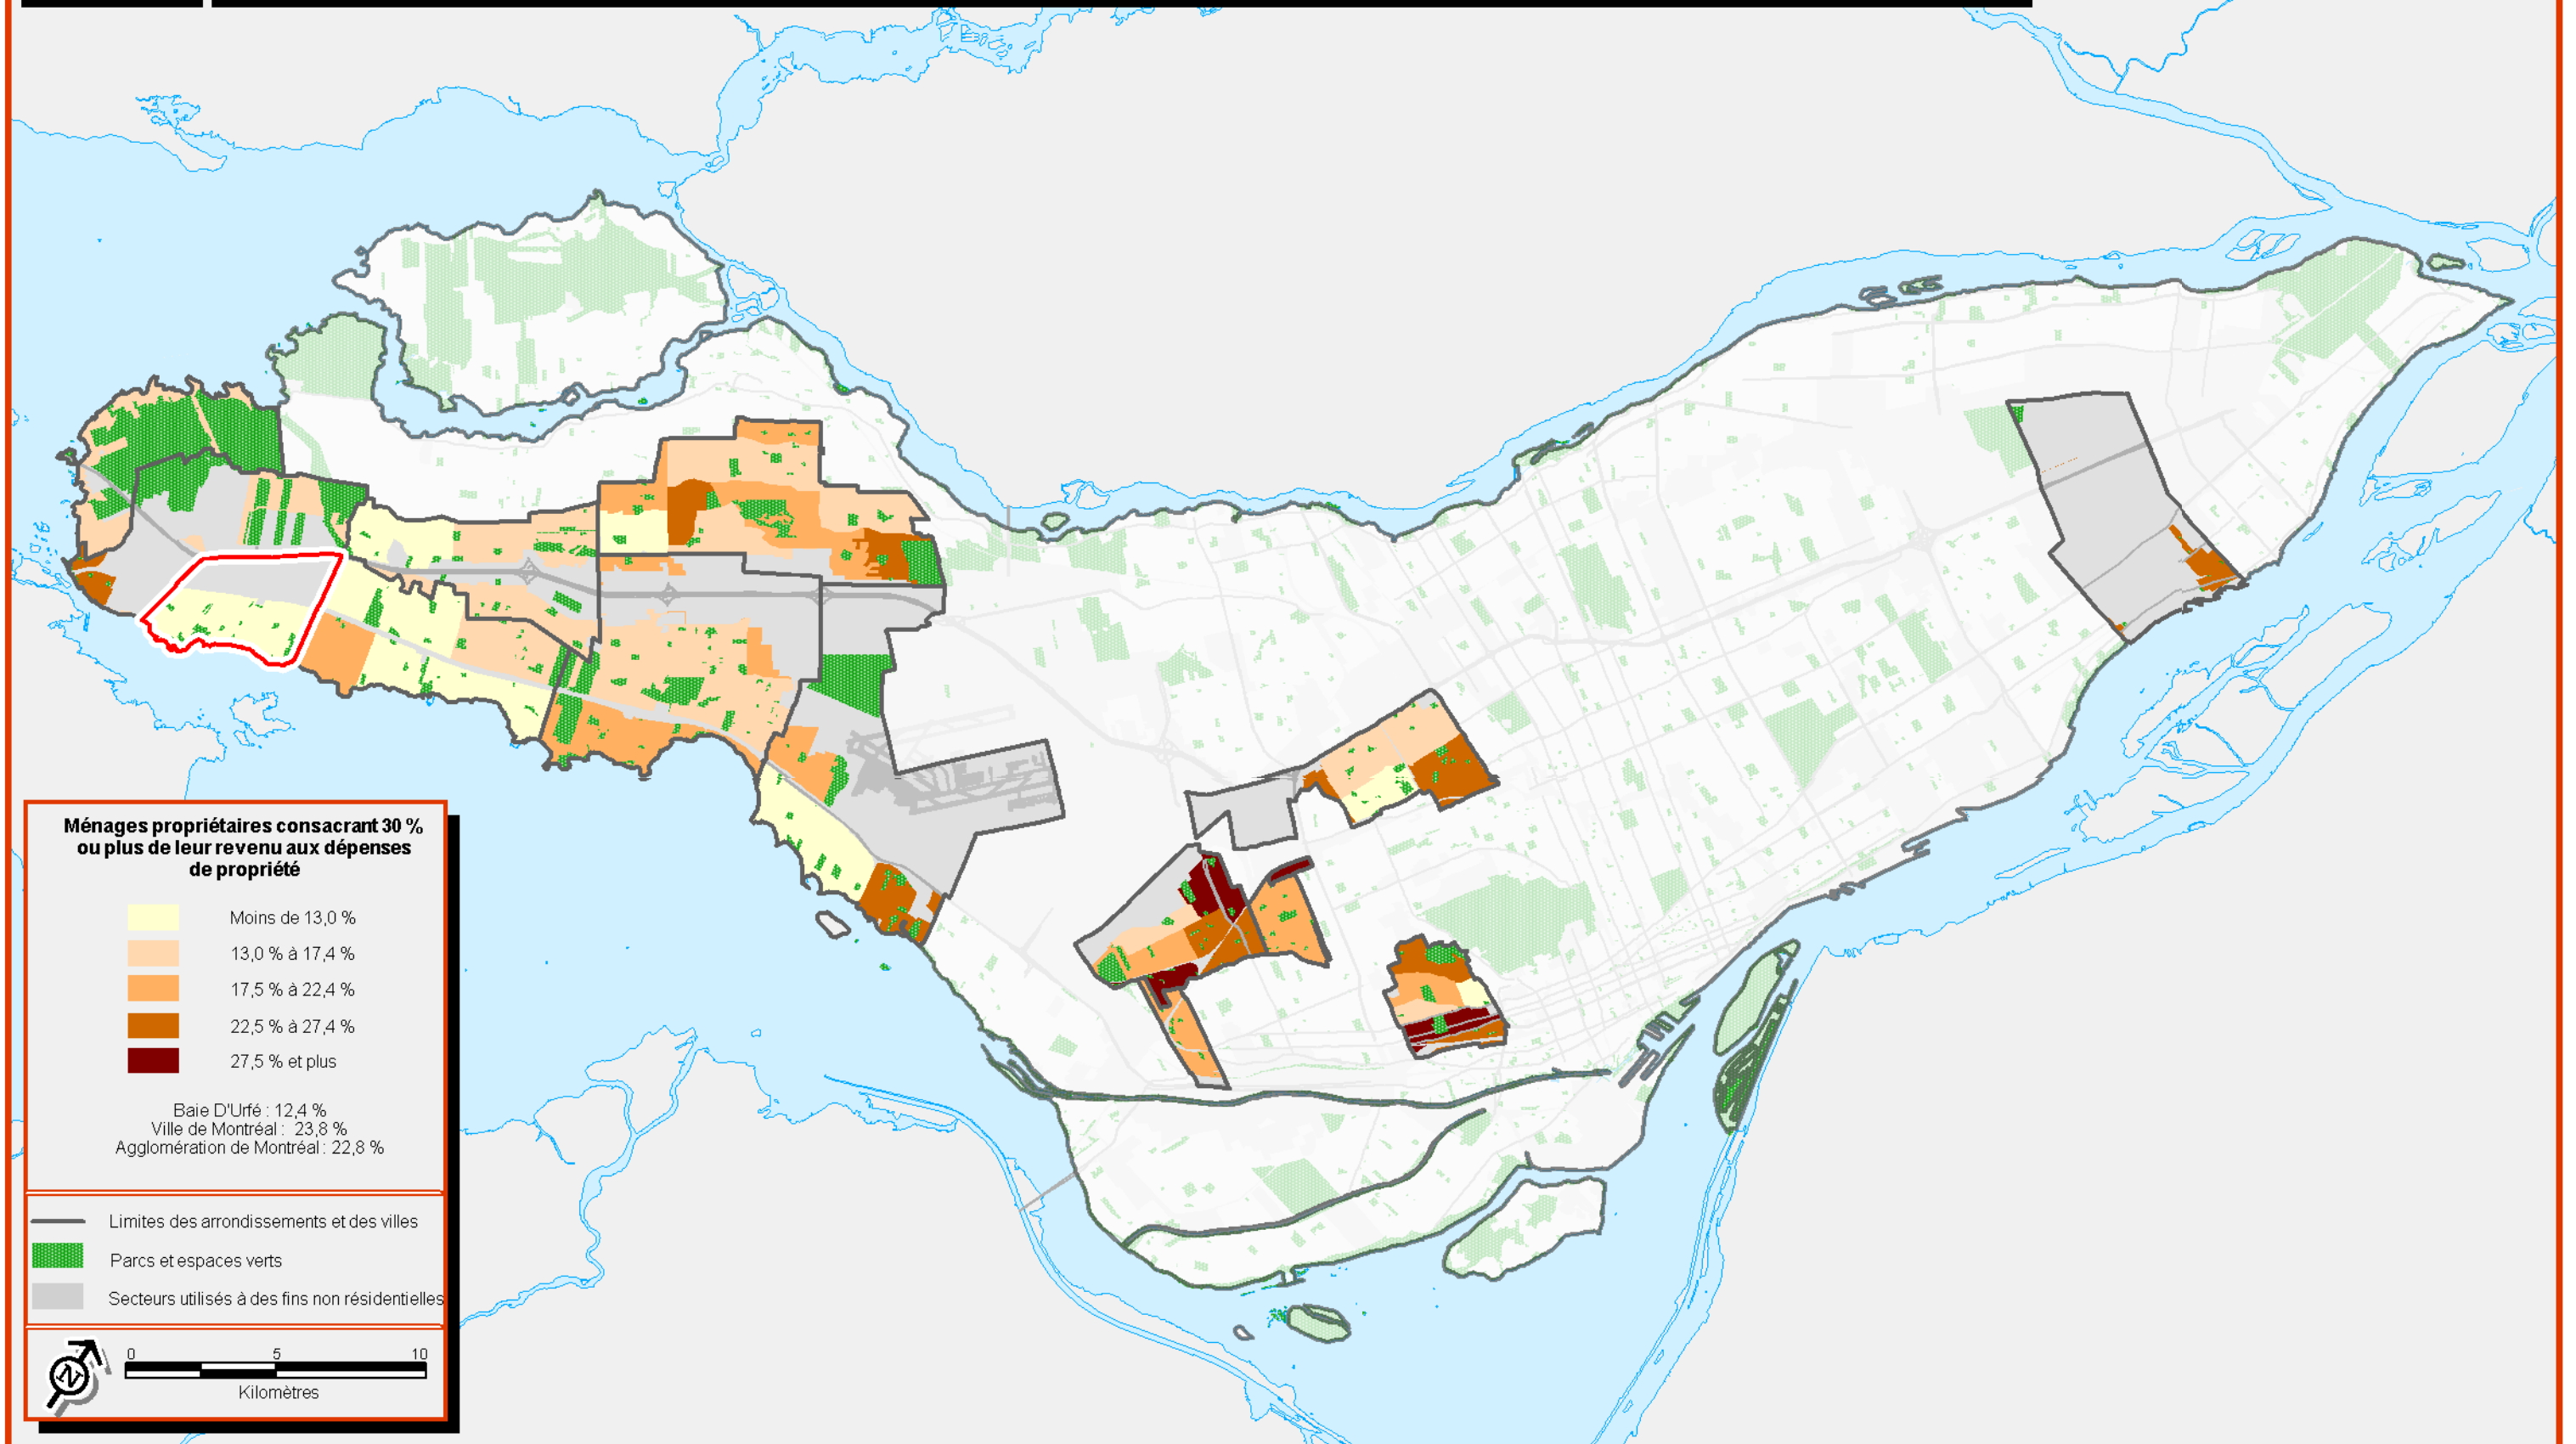 Ménages propriétaires consacrant 30 %
ou plus de leur revenu aux dépenses
de propriété
Moins de 13,0 %
13,0 % à 17,4 %
17,5 % à 22,4 %
22,5 % à 27,4 %
27,5 % et plus
Baie D'Urfé : 12,4 %
Ville de Montréal : 23,8 %
Agglomération de Montréal : 22,8 %
Limites des arrondissements et des villes
Parcs et espaces verts
Secteurs utilisés à des fins non résidentielles
N
0 5 10
Kilomètres